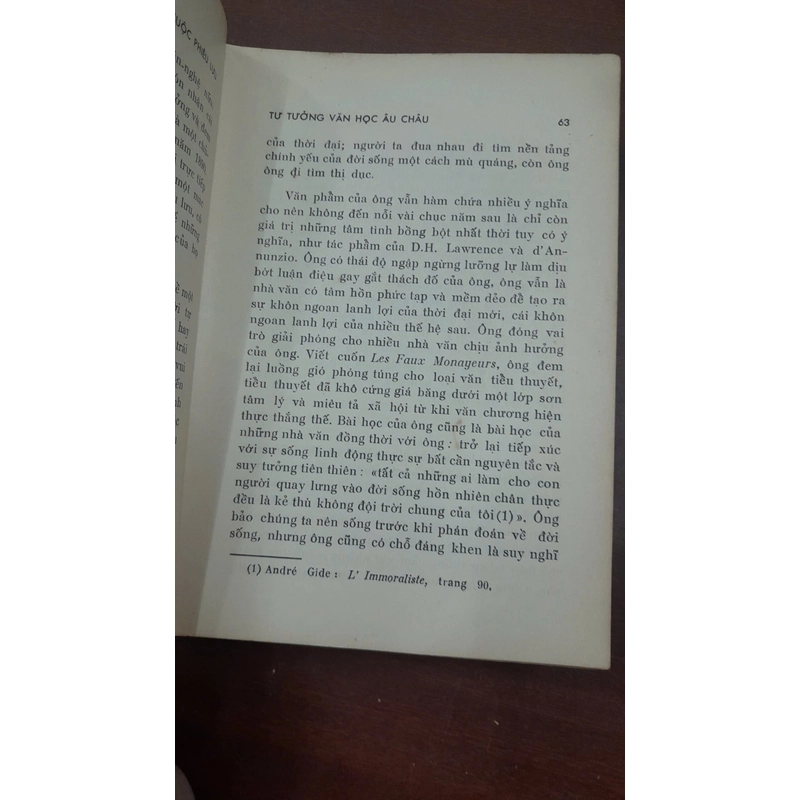 UỘC PHIÊU LƯU
TƯ TƯỞNG VĂN HỌC ÂU CHÂU 63
của thời đại; người ta đua nhau đi tìm nền tảng
chính yếu của đời sống một cách mù quáng, còn ông
ông đi tìm thị dục.
Văn phẩm của ông vẫn hàm chứa nhiều ý nghĩa
cho nên không đến nỗi vài chục năm sau là chỉ còn
giá trị những tâm tình bồng bột nhất thời tuy có ý
nghĩa, như tác phẩm của D.H. Lawrence và d'An-
nunzio. Ông có thái độ ngập ngừng lưỡng lự làm dịu
bớt luận điệu gay gắt thách đố của ông, ông vẫn là
nhà văn có tâm hồn phức tạp và mềm dẻo để tạo ra
sự khôn ngoan lanh lợi của thời đại mới, cái khôn
ngoan lanh lợi của nhiều thế hệ sau. Ông đóng vai
trò giải phóng cho nhiều nhà văn chịu ảnh hưởng
của ông. Viết cuốn Les Faux Monayeurs, ông đem
lại luồng gió phóng túng cho loại văn tiểu thuyết,
tiểu thuyết đã khô cứng giá băng dưới một lớp sơn
tâm lý và miêu tả xã hội từ khi văn chương hiện
thực thắng thế. Bài học của ông cũng là bài học của
những nhà văn đồng thời với ông : trở lại tiếp xúc
với sự sống linh động thực sự bất cần nguyên tắc và
suy tưởng tiên thiên : «tất cả những ai làm cho con
người quay lưng vào đời sống hồn nhiên chân thực
đều là kẻ thù không đội trời chung của tôi(1)». Ông
bảo chúng ta nên sống trước khi phán đoán về đời
sống, nhưng ông cũng có chỗ đáng khen là suy nghĩ
(1) André Gide : L' Immoraliste, trang 90,